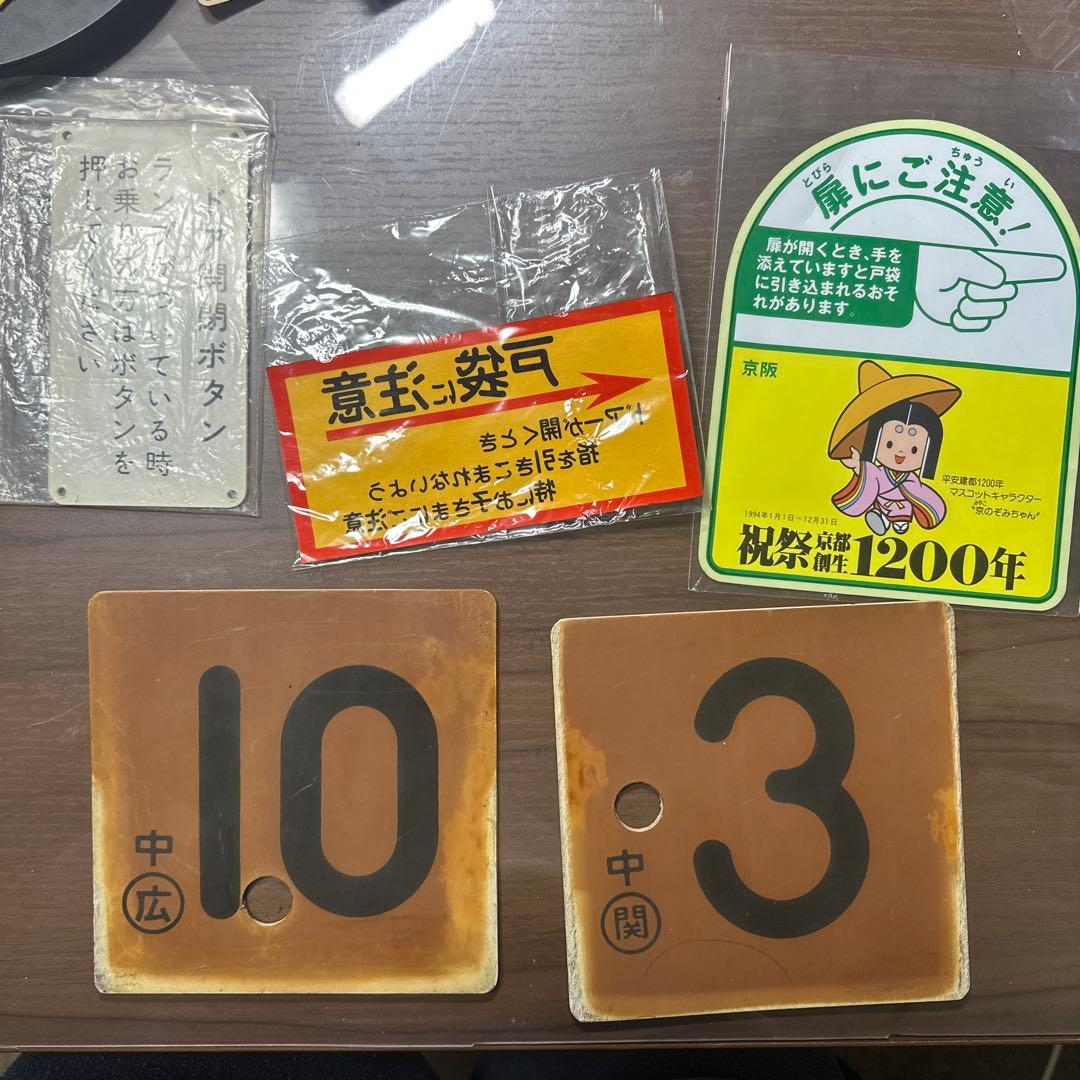 ドア開閉ボタン
ランプがついている時
お乗りの方はボタンを
押してください
戸袋に注意
ドアーが開くとき
指を引きこまれないよう
特にお子さまにご注意
とびら ちゅうい
扉にご注意!
扉が開くとき、手を
添えていますと戸袋
に引き込まれるおそ
れがあります。
京阪
平安建都1200年
マスコットキャラクター
みやこ
"京のぞみちゃん"
1994年1月1日〜12月31日
祝祭京都創生1200年
10
中
広
3
中
関